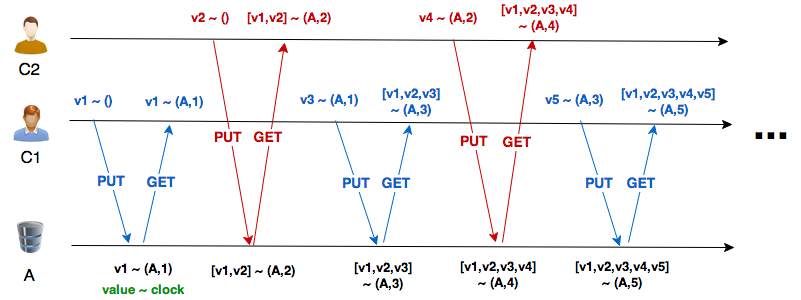 v2 ~ ()
[v1,v2] ~ (A,2)
v4 ~ (A,2)
[v1,v2,v3,v4]
~ (A,4)
C2
v1 ~ ()
v1 ~ (A,1)
v3 ~ (A,1)
[v1,v2,v3]
~ (A,3)
v5 ~ (A,3)
[v1,v2,v3,v4,v5]
~ (A,5)
C1
PUT
GET
PUT
GET
PUT
GET
PUT
GET
PUT
GET
...
A
v1 ~ (A,1)
value ~ clock
[v1,v2] ~ (A,2)
[v1,v2,v3]
~ (A,3)
[v1,v2,v3,v4]
~ (A,4)
[v1,v2,v3,v4,v5]
~ (A,5)